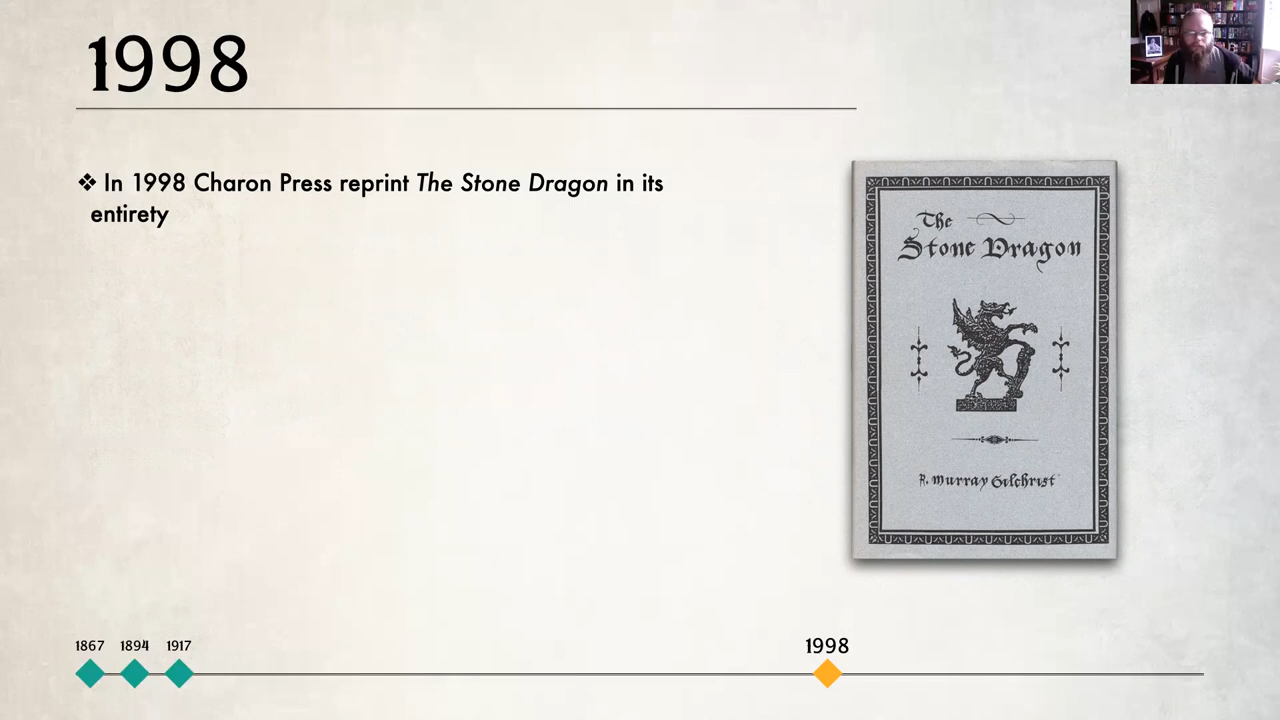 1998
❖ In 1998 Charon Press reprint The Stone Dragon in its
entirety
The
Stone Dragon
R. Murray Gilchrist
1867 1894 1917 1998